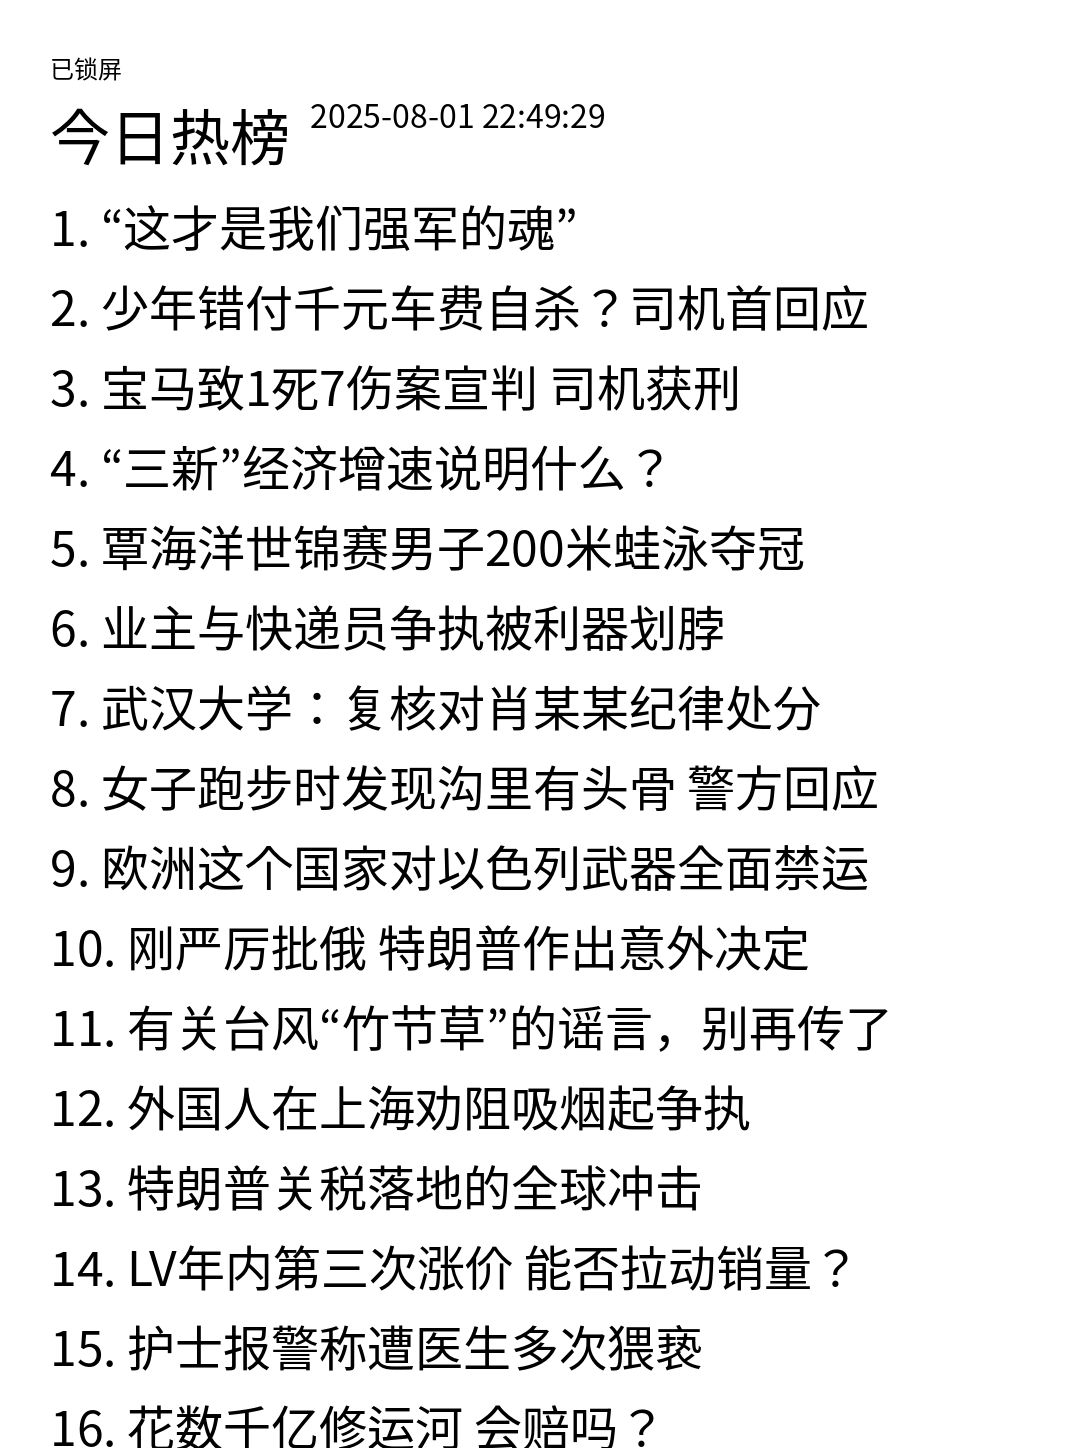 已锁屏
今日热榜 2025-08-01 22:49:29
1. “这才是我们强军的魂”
2. 少年错付千元车费自杀？司机首回应
3. 宝马致1死7伤案宣判 司机获刑
4. “三新”经济增速说明什么？
5. 覃海洋世锦赛男子200米蛙泳夺冠
6. 业主与快递员争执被利器划脖
7. 武汉大学：复核对肖某某纪律处分
8. 女子跑步时发现沟里有头骨 警方回应
9. 欧洲这个国家对以色列武器全面禁运
10. 刚严厉批俄 特朗普作出意外决定
11. 有关台风“竹节草”的谣言，别再传了
12. 外国人在上海劝阻吸烟起争执
13. 特朗普关税落地的全球冲击
14. LV年内第三次涨价 能否拉动销量？
15. 护士报警称遭医生多次猥亵
16. 花数千亿修运河 会赔吗？